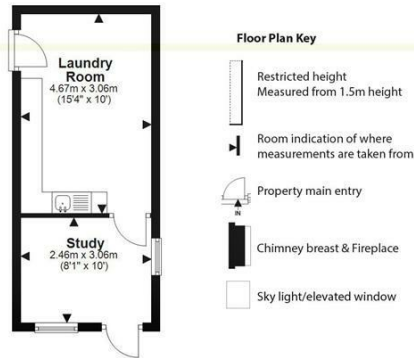 Laundry
Room
4.67m x 3.06m
(15'4" x 10')
Study
2.46m x 3.06m
(8'1" x 10')
Floor Plan Key
Restricted height
Measured from 1.5m height
Room indication of where
measurements are taken from
IN
Property main entry
Chimney breast & Fireplace
Sky light/elevated window